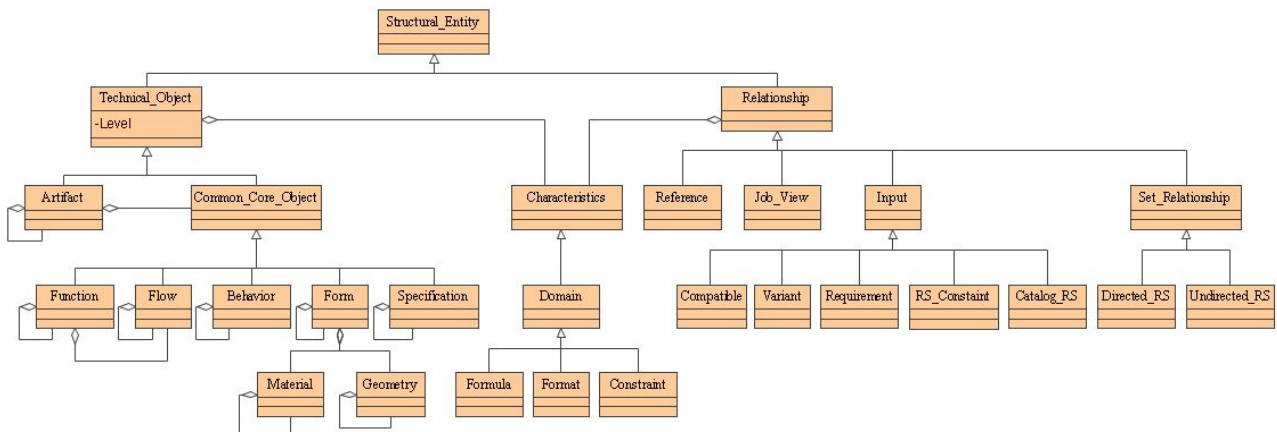 Structural_Entity
Technical_Object
-Level
Relationship
Artifact
Common_Core_Object
Characteristics
Reference
Job_View
Input
Set_Relationship
Function
Flow
Behavior
Form
Specification
Domain
Compatible
Variant
Requirement
RS_Constaint
Catalog_RS
Directed_RS
Undirected_RS
Material
Geometry
Formula
Format
Constraint